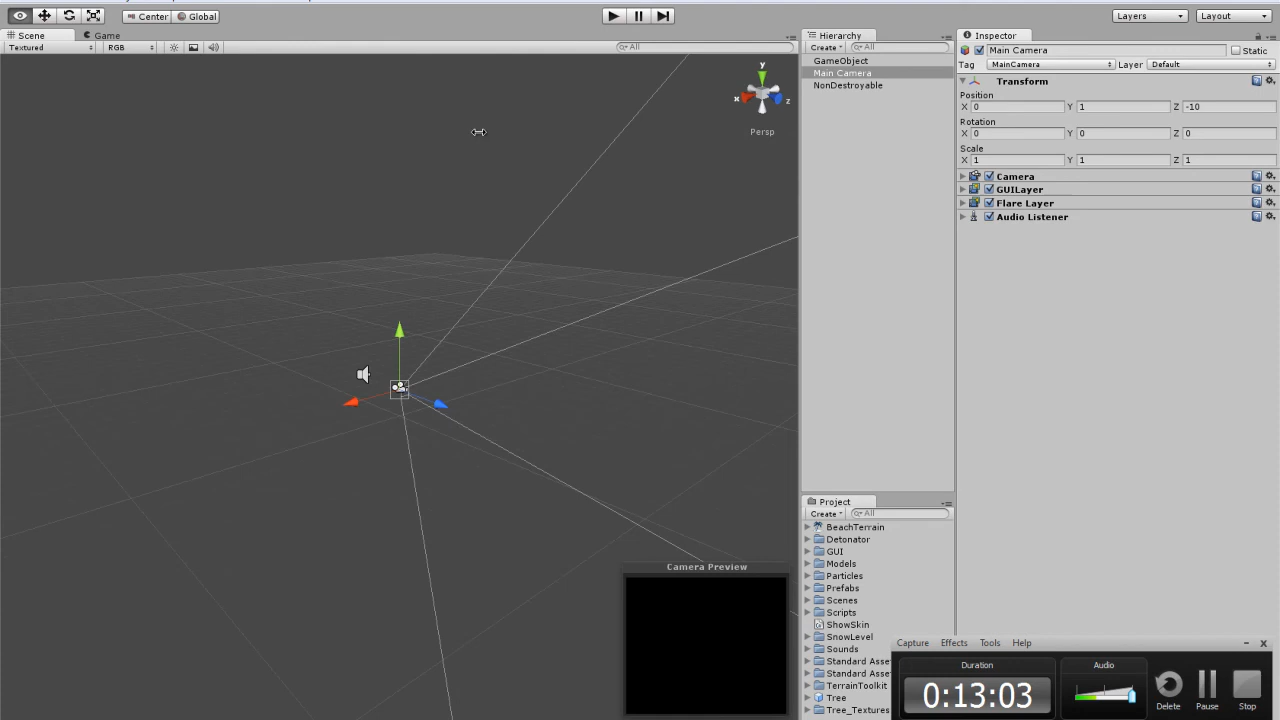 Center Global Layers Layout
Scene Game Hierarchy Inspector
Textured RGB All Create All
Main Camera Static
GameObject
Tag MainCamera Layer Default
Main Camera
Transform
NonDestroyable
Position
X 0 Y 1 Z -10
Rotation
X 0 Y 0 Z 0
Scale
X 1 Y 1 Z 1
Camera
GUILayer
Flare Layer
Audio Listener
y
x z
Persp
Project
Create All
BeachTerrain
Detonator
GUI
Models
Particles
Prefabs
Scenes
Scripts
ShowSkin
SnowLevel
Sounds
Standard Asse
Standard Asse
TerrainToolkit
Tree
Tree_Textures
Camera Preview
Capture Effects Tools Help
Duration Audio
0:13:03
Delete Pause Stop